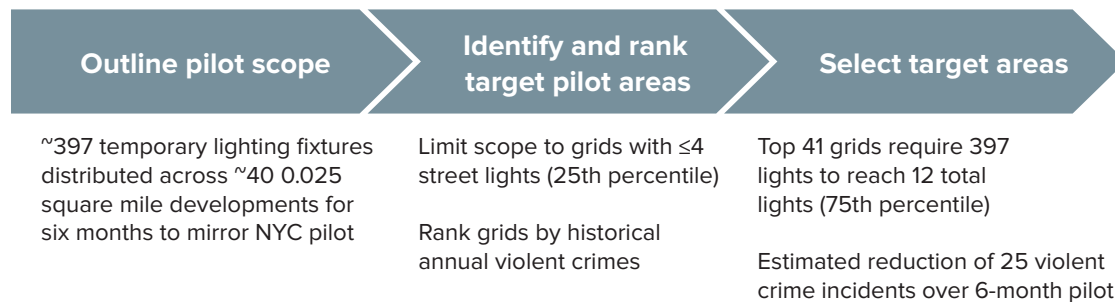 Outline pilot scope
Identify and rank
target pilot areas
Select target areas
~397 temporary lighting fixtures
distributed across ~40 0.025
square mile developments for
six months to mirror NYC pilot
Limit scope to grids with ≤4
street lights (25th percentile)
Rank grids by historical
annual violent crimes
Top 41 grids require 397
lights to reach 12 total
lights (75th percentile)
Estimated reduction of 25 violent
crime incidents over 6-month pilot